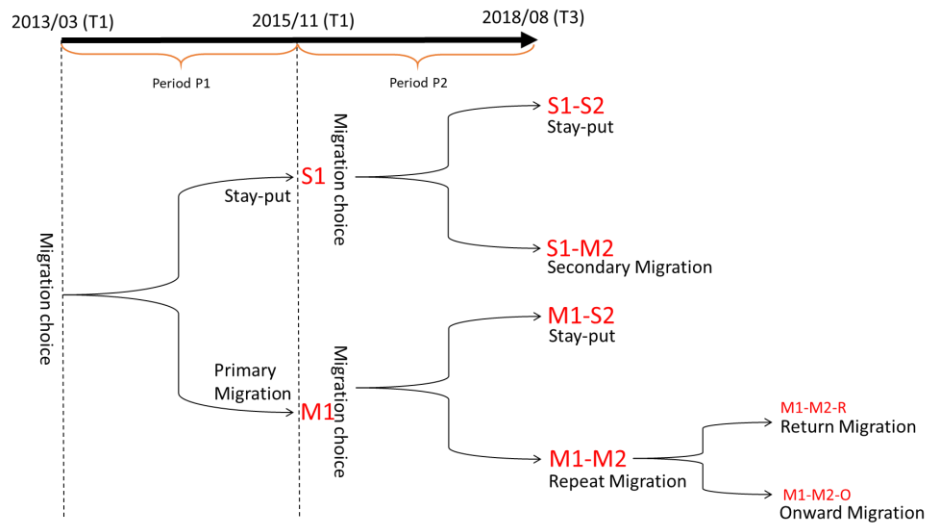 2013/03 (T1)
2015/11 (T1)
2018/08 (T3)
Period P1
Period P2
Migration choice
Stay-put
S1
Migration choice
S1-S2
Stay-put
S1-M2
Secondary Migration
Primary
Migration
M1
Migration choice
M1-S2
Stay-put
M1-M2
Repeat Migration
M1-M2-R
Return Migration
M1-M2-O
Onward Migration